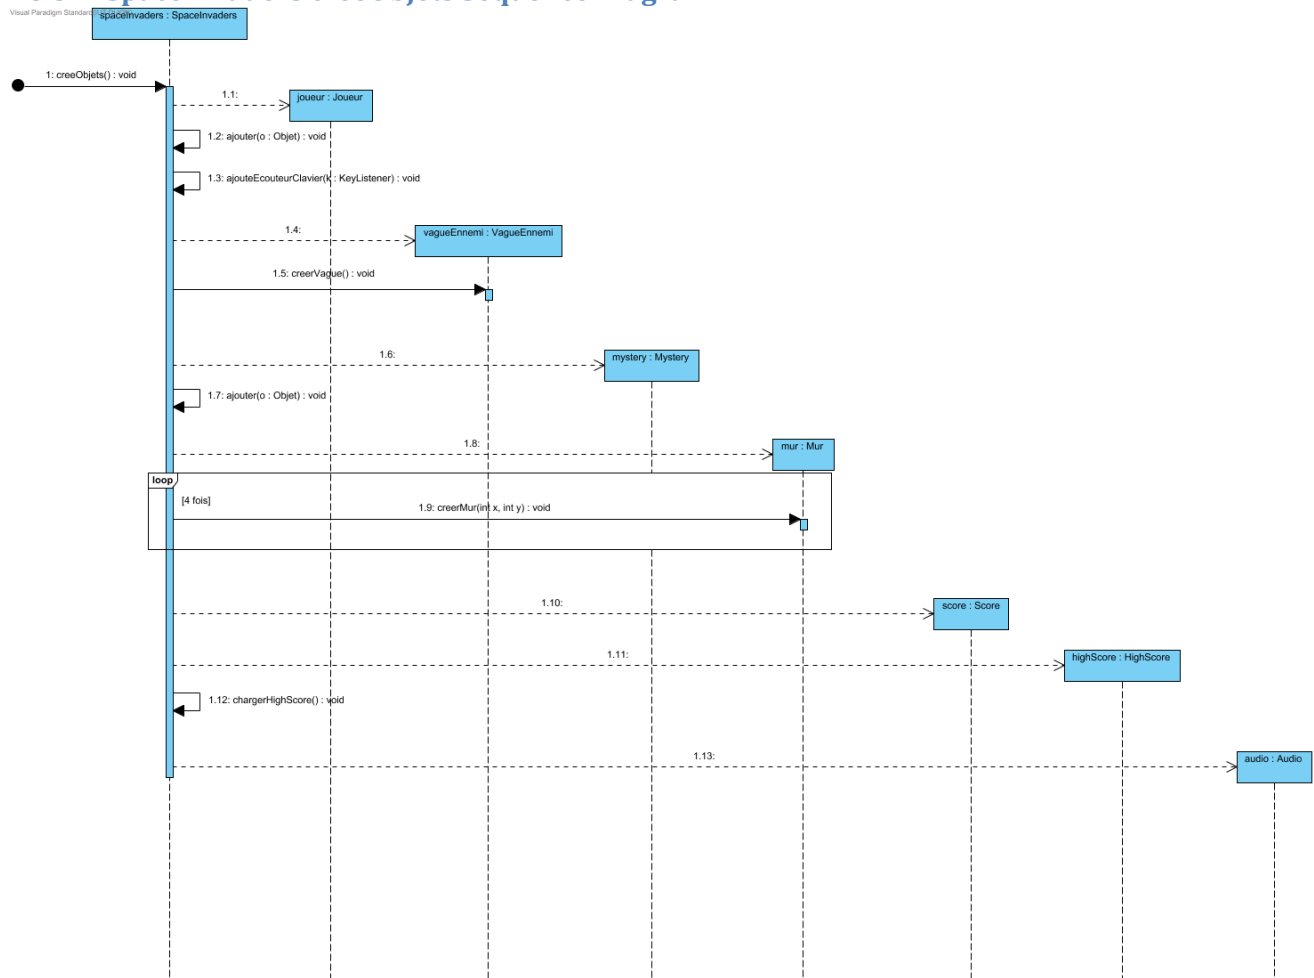 Visual Paradigm Standard
spaceInvaders : SpaceInvaders
1: creeObjets() : void
1.1:
joueur : Joueur
1.2: ajouter(o : Objet) : void
1.3: ajouteEcouteurClavier(k : KeyListener) : void
1.4:
vagueEnnemi : VagueEnnemi
1.5: creerVague() : void
1.6:
mystery : Mystery
1.7: ajouter(o : Objet) : void
1.8:
mur : Mur
loop
[4 fois]
1.9: creerMur(int x, int y) : void
1.10:
score : Score
1.11:
highScore : HighScore
1.12: chargerHighScore() : void
1.13:
audio : Audio